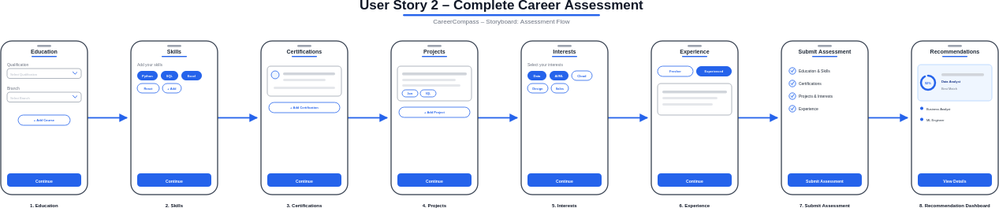 User Story 2 – Complete Career Assessment
CareerCompass – Storyboard: Assessment Flow
Education
Qualification
Select Qualification
Branch
Select Branch
+ Add Course
Continue
1. Education
Skills
Add your skills
Python SQL Excel
React + Add
Continue
2. Skills
Certifications
+ Add Certification
Continue
3. Certifications
Projects
Java SQL
+ Add Project
Continue
4. Projects
Interests
Select your interests
Data AI/ML Cloud
Design Sales
Continue
5. Interests
Experience
Fresher Experienced
Continue
6. Experience
Submit Assessment
Education & Skills
Certifications
Projects & Interests
Experience
Submit Assessment
7. Submit Assessment
Recommendations
Data Analyst
Best Match
Business Analyst
ML Engineer
View Details
8. Recommendation Dashboard